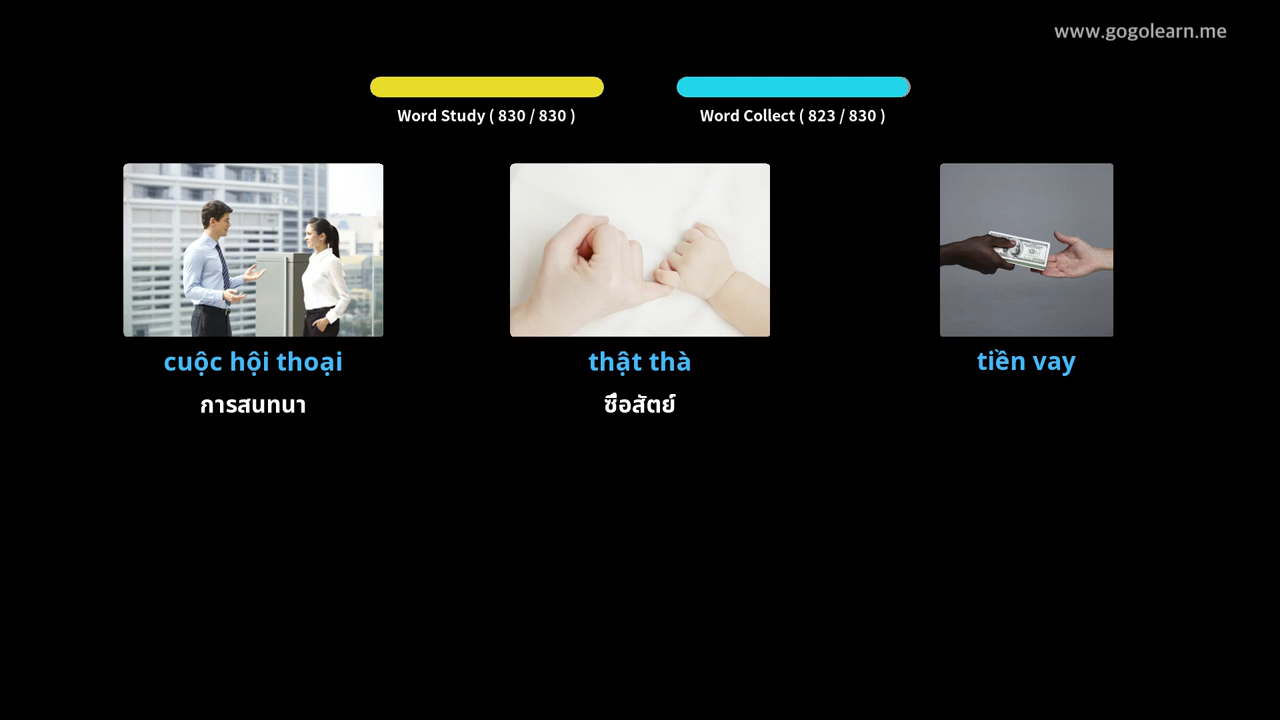 www.gogolearn.me
Word Study ( 830 / 830 )
Word Collect ( 823 / 830 )
cuộc hội thoại
การสนทนา
thật thà
ซื่อสัตย์
tiền vay